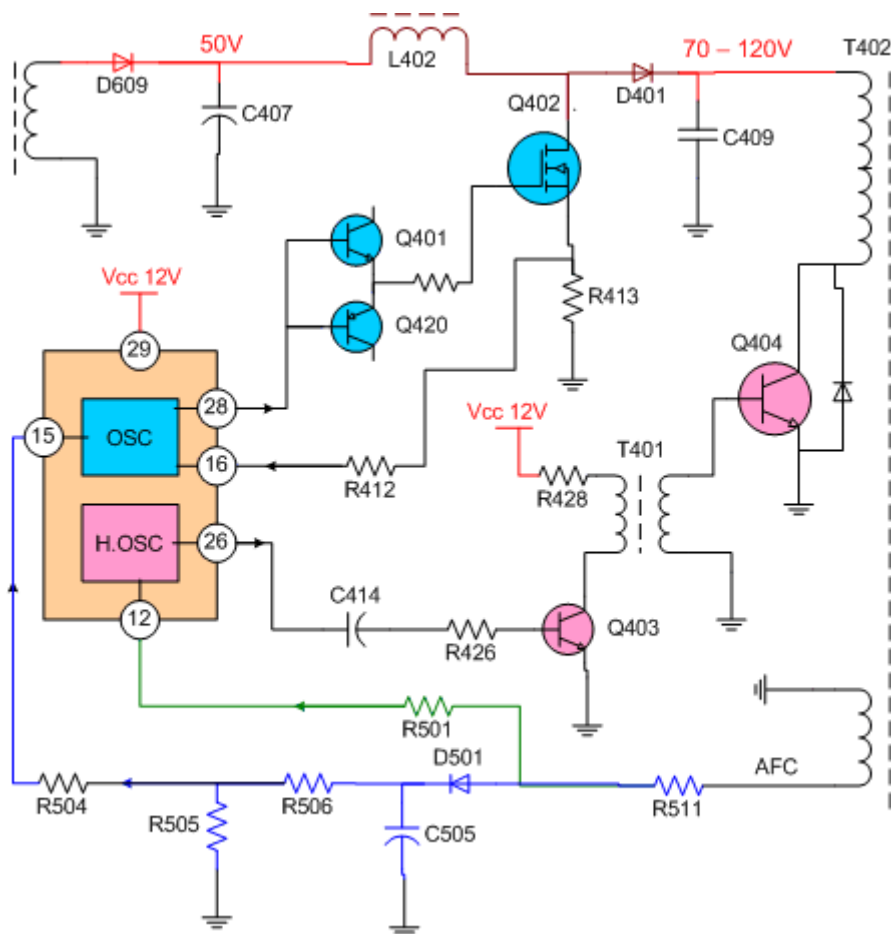 50V
L402
70 – 120V
T402
D609
Q402
D401
C407
C409
Q401
Vcc 12V
R413
Q420
29
Q404
28
15
OSC
Vcc 12V
16
T401
R412
R428
H.OSC
26
C414
12
R426
Q403
R501
D501
AFC
R504
R506
R511
R505
C505